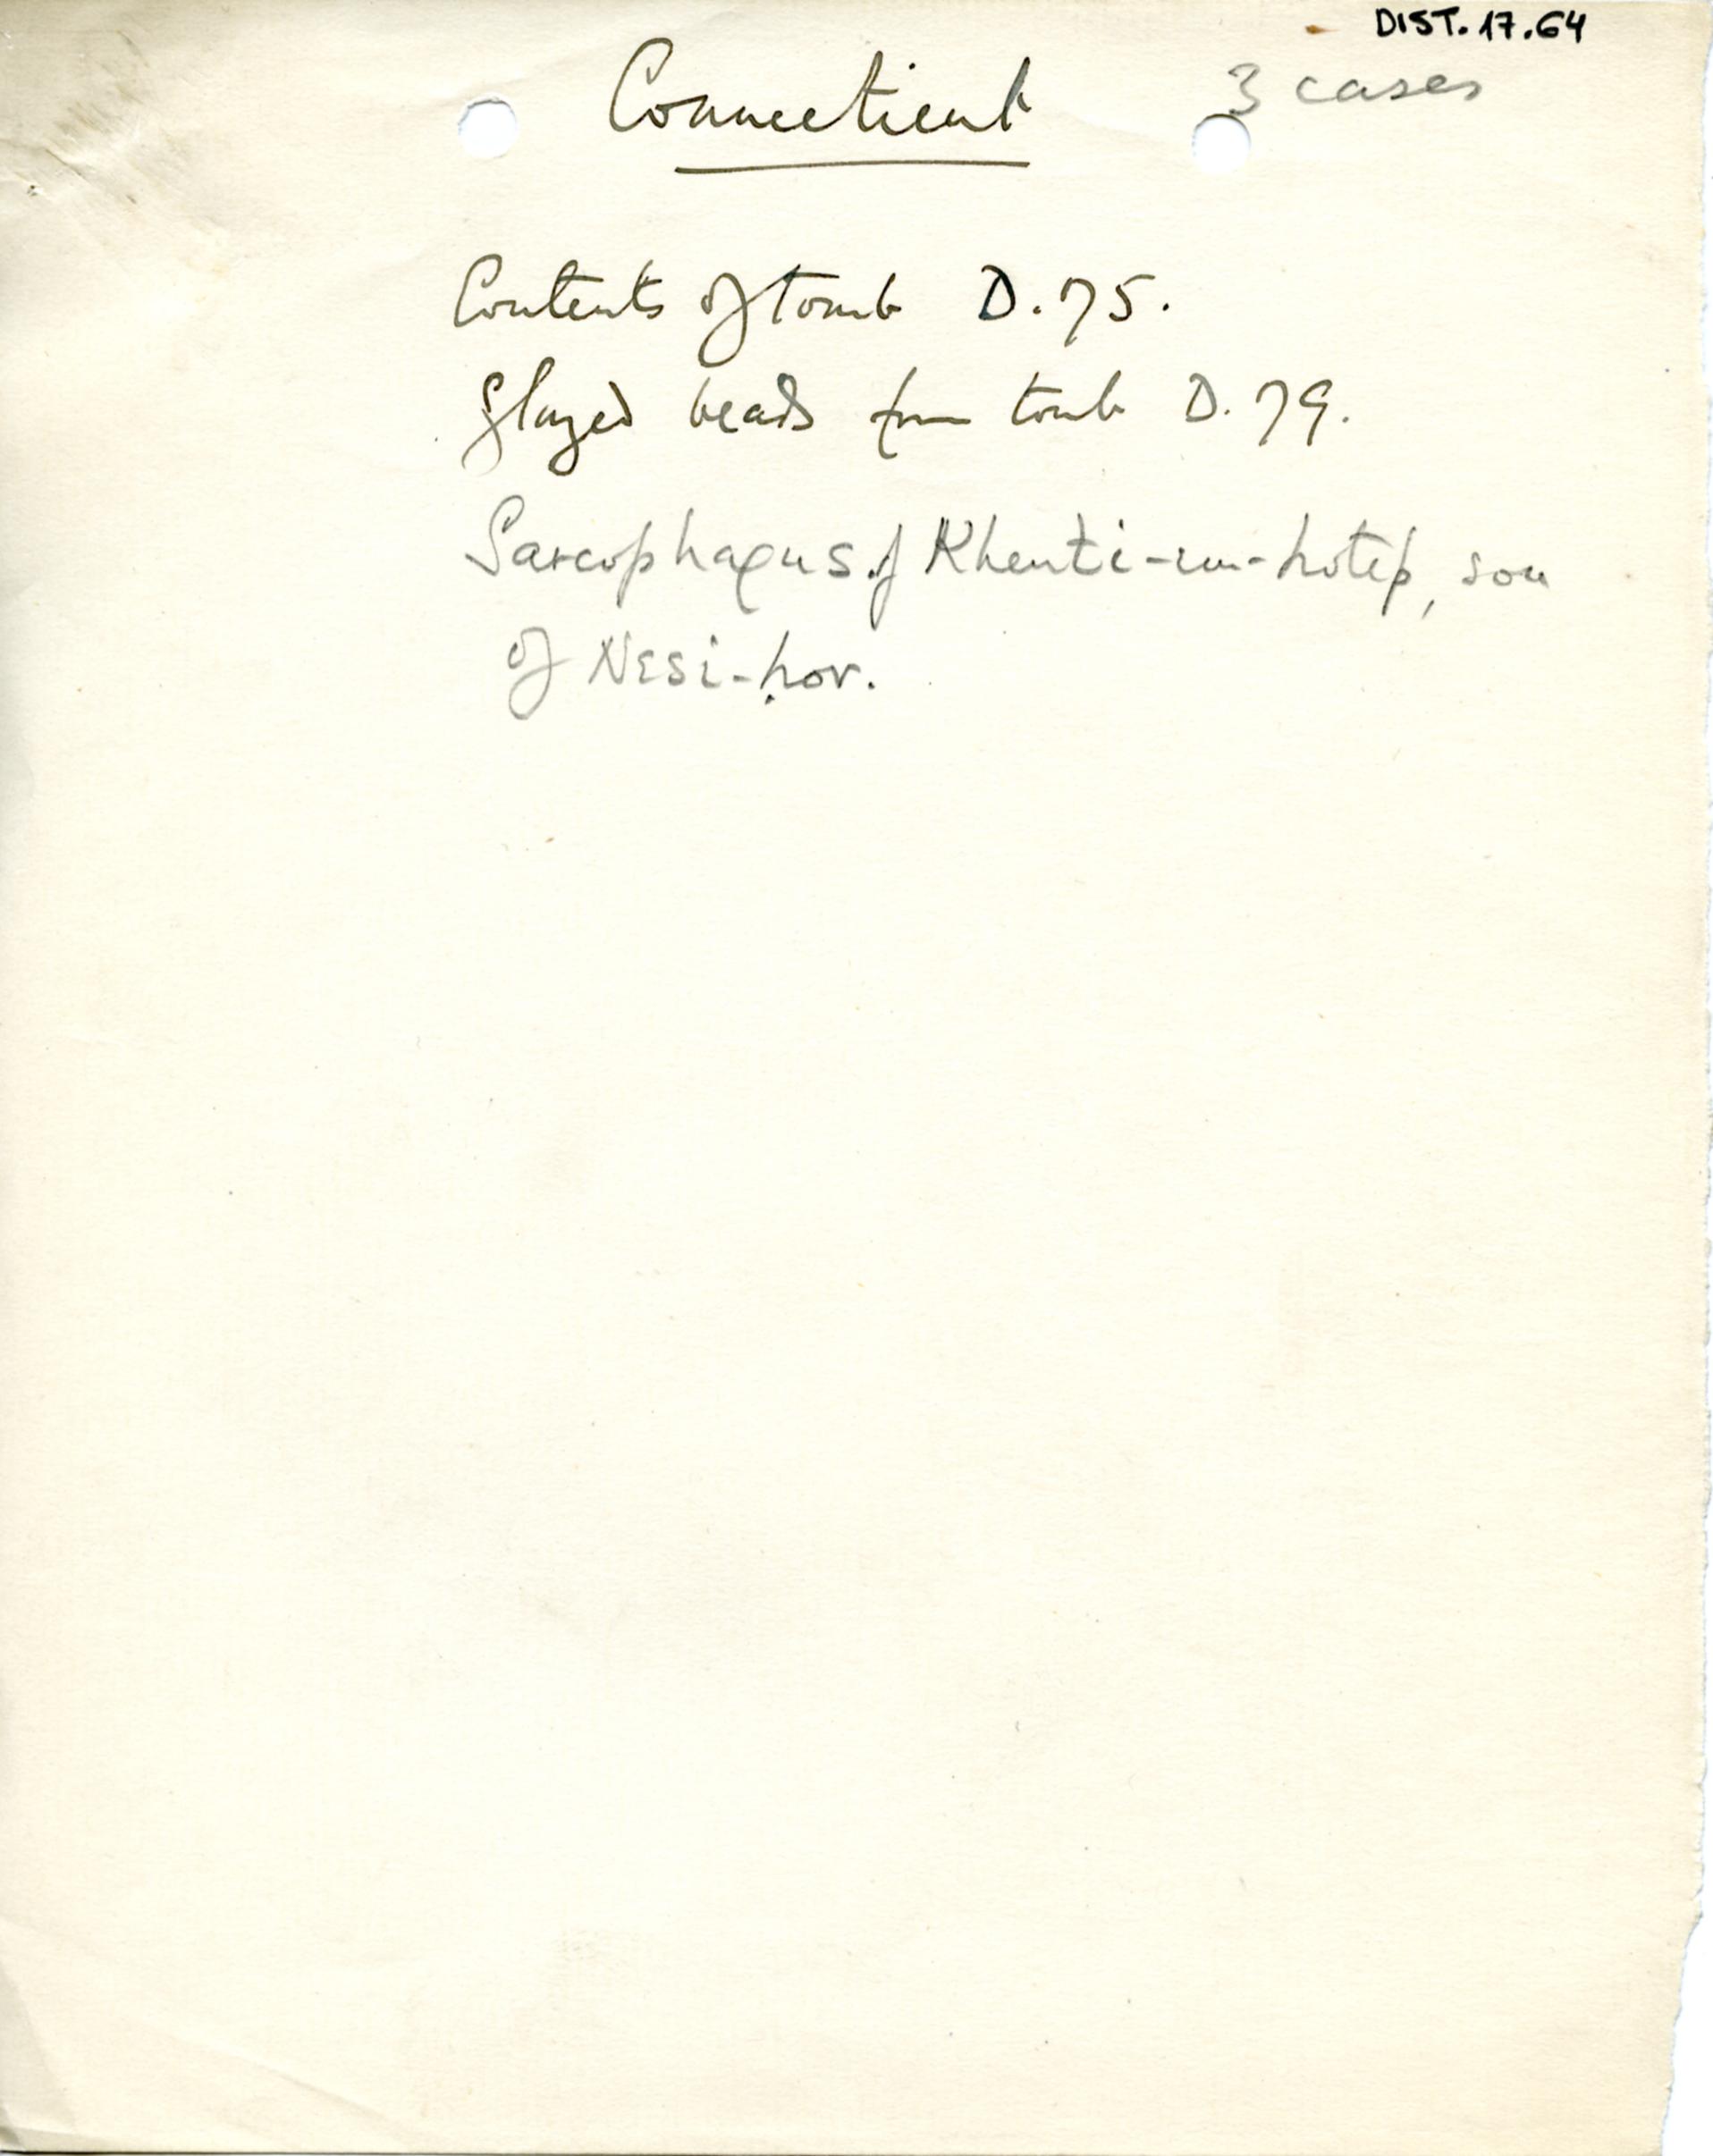 DIST.17.64
Connecticut
3 cases
Contents of tomb D.75.
Glazed beads from tomb D.79.
Sarcophagus of Khenti-em-hotep, son
of Nesi-ḥor.